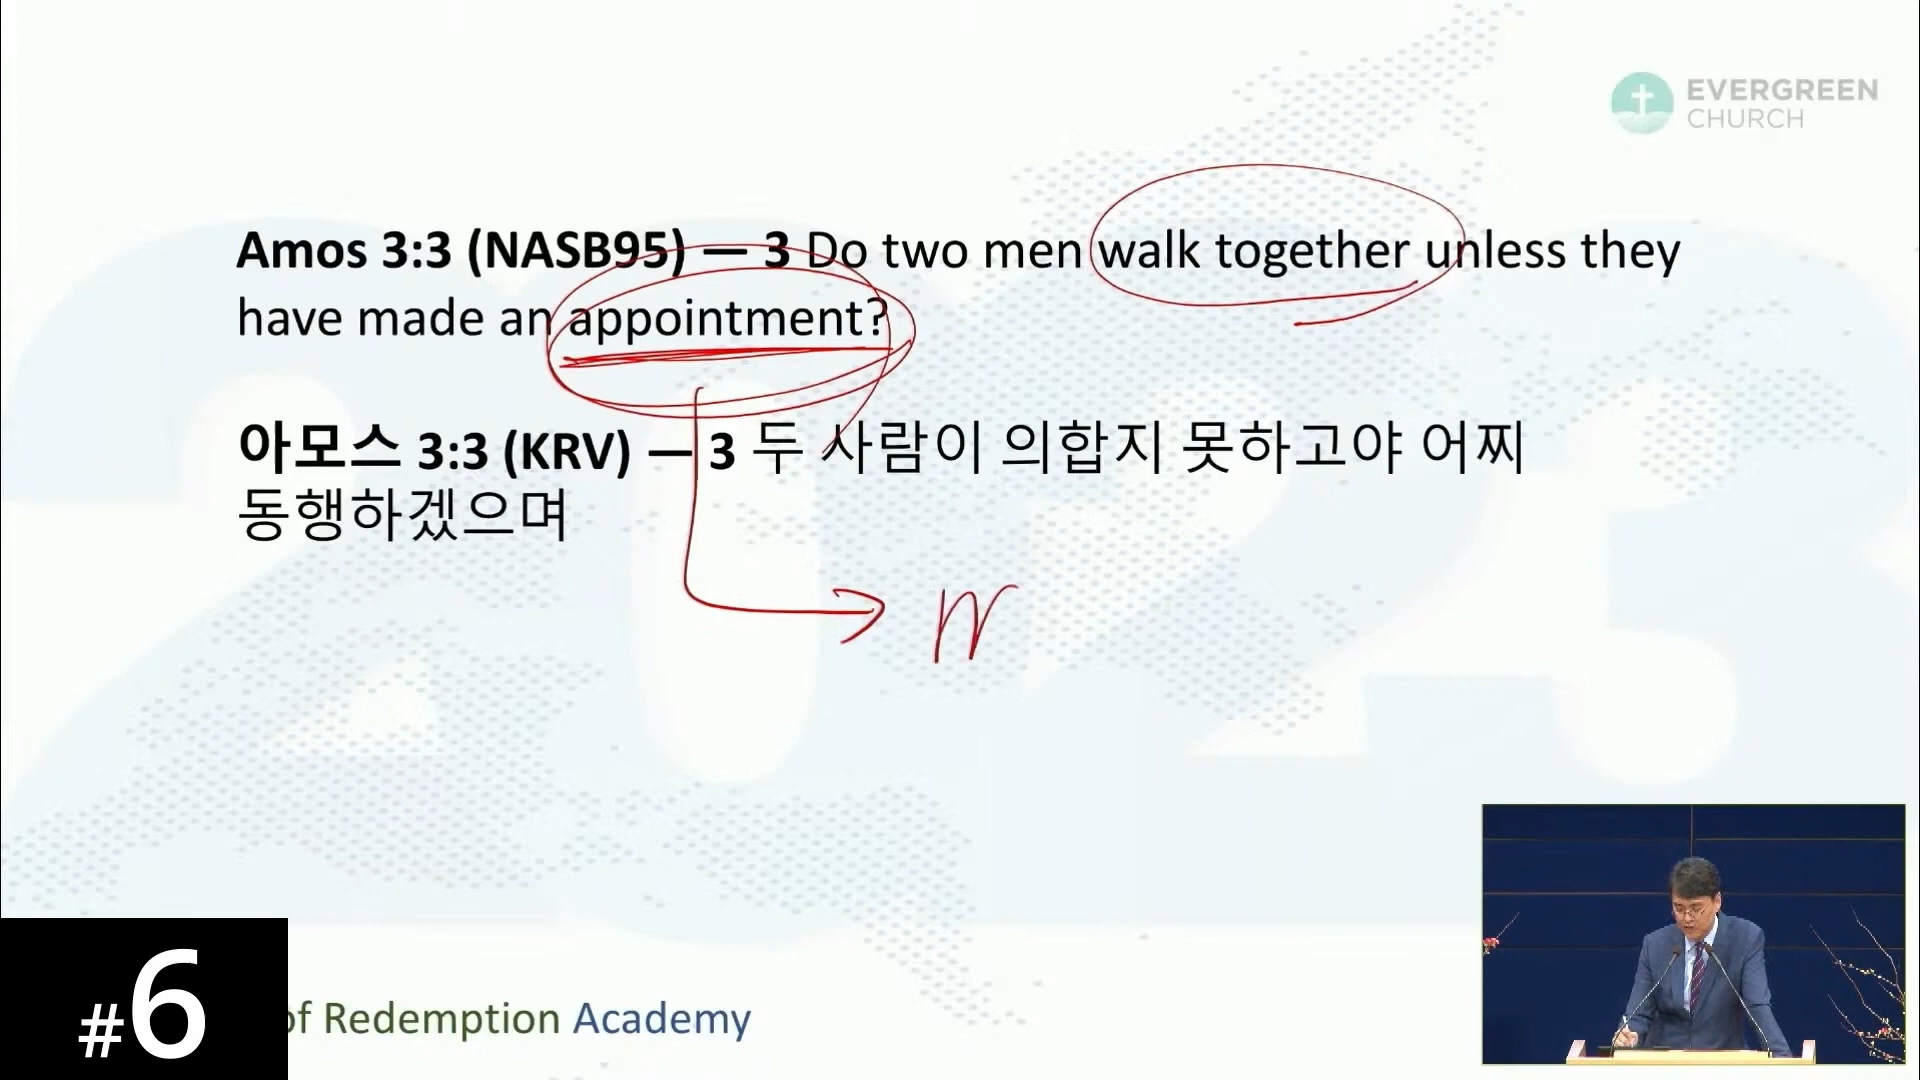 EVERGREEN
CHURCH
Amos 3:3 (NASB95) — 3 Do two men walk together unless they
have made an appointment?
아모스 3:3 (KRV) — 3 두 사람이 의합지 못하고야 어찌
동행하겠으며
#6
of Redemption Academy